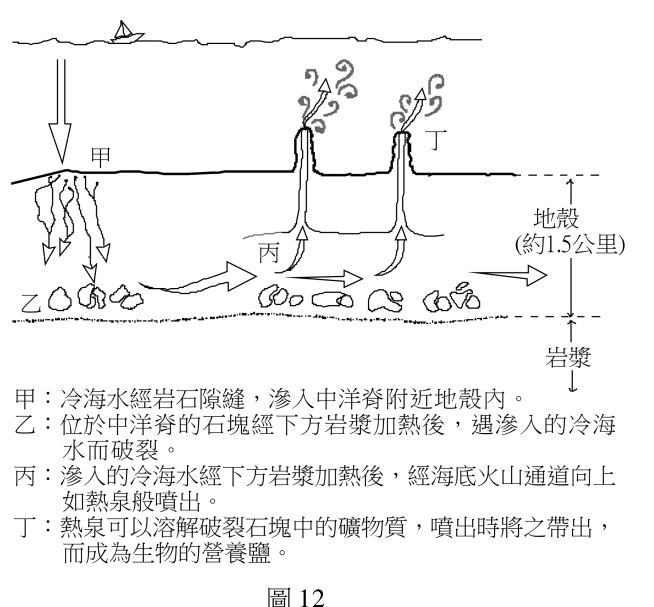 甲
丁
地殼
(約1.5公里)
丙
乙
岩漿
甲：冷海水經岩石隙縫，滲入中洋脊附近地殼內。
乙：位於中洋脊的石塊經下方岩漿加熱後，遇滲入的冷海
水而破裂。
丙：滲入的冷海水經下方岩漿加熱後，經海底火山通道向上
如熱泉般噴出。
丁：熱泉可以溶解破裂石塊中的礦物質，噴出時將之帶出，
而成為生物的營養鹽。
圖 12